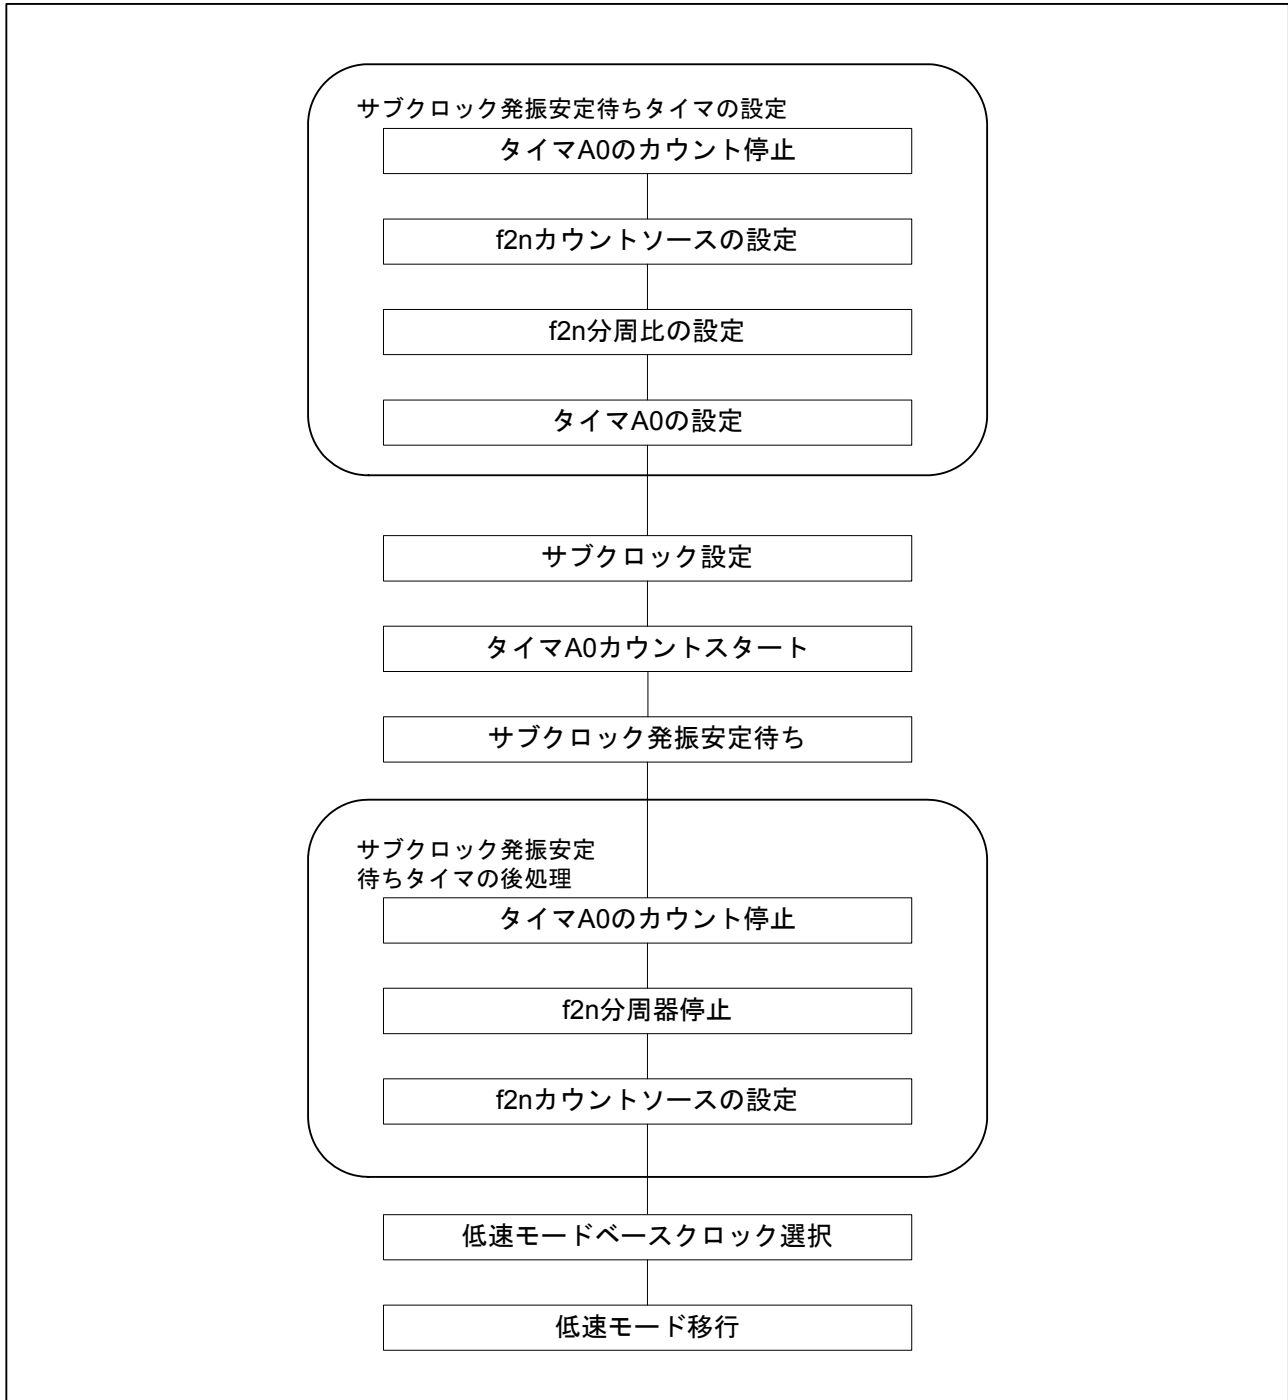 サブクロック発振安定待ちタイマの設定
タイマA0のカウント停止
f2nカウントソースの設定
f2n分周比の設定
タイマA0の設定
サブクロック設定
タイマA0カウントスタート
サブクロック発振安定待ち
サブクロック発振安定
待ちタイマの後処理
タイマA0のカウント停止
f2n分周器停止
f2nカウントソースの設定
低速モードベースクロック選択
低速モード移行